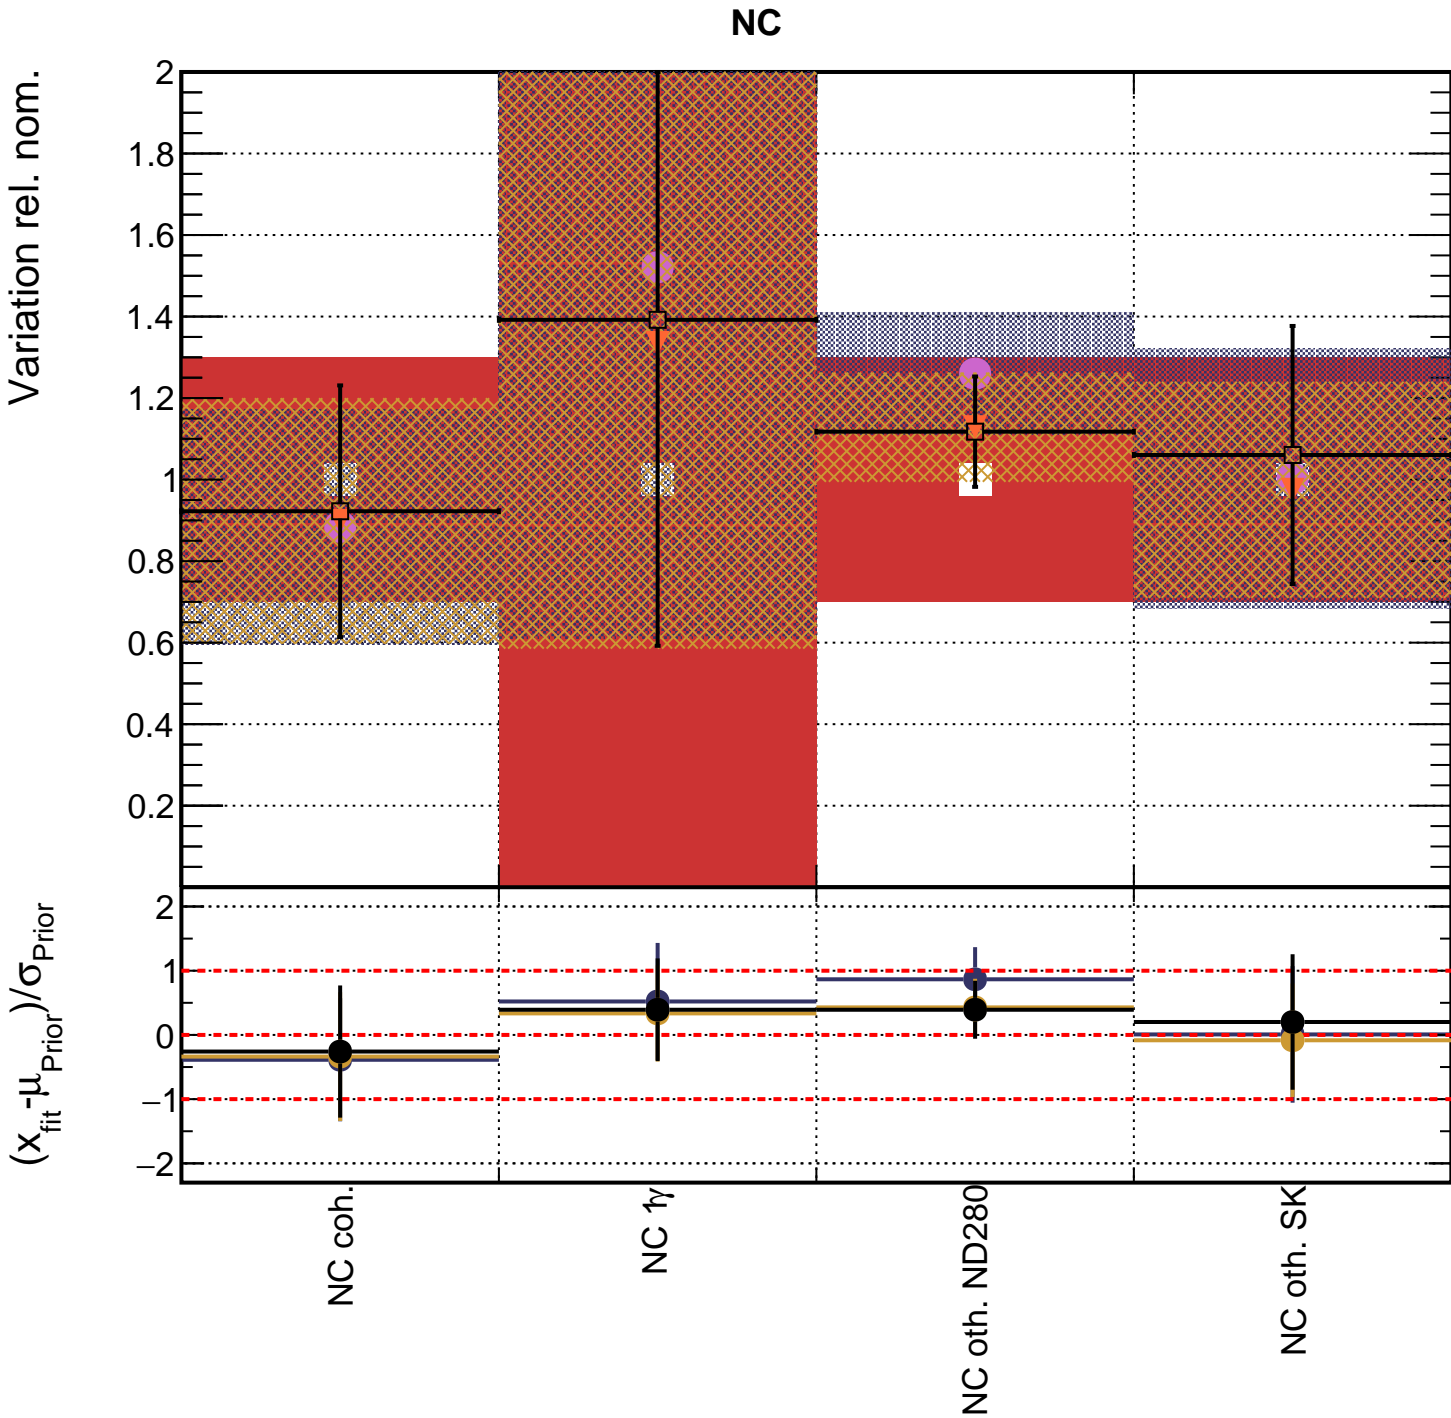 NC
Variation rel. nom.
2
1.8
1.6
1.4
1.2
1
0.8
0.6
0.4
0.2
(x_fit-μ_Prior)/σ_Prior
2
1
0
−1
−2
NC coh.
NC 1γ
NC oth. ND280
NC oth. SK